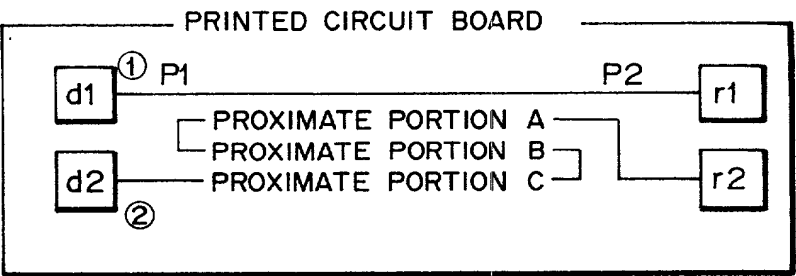 PRINTED CIRCUIT BOARD
① P1 P2
d1 r1
PROXIMATE PORTION A
PROXIMATE PORTION B
d2 PROXIMATE PORTION C r2
②